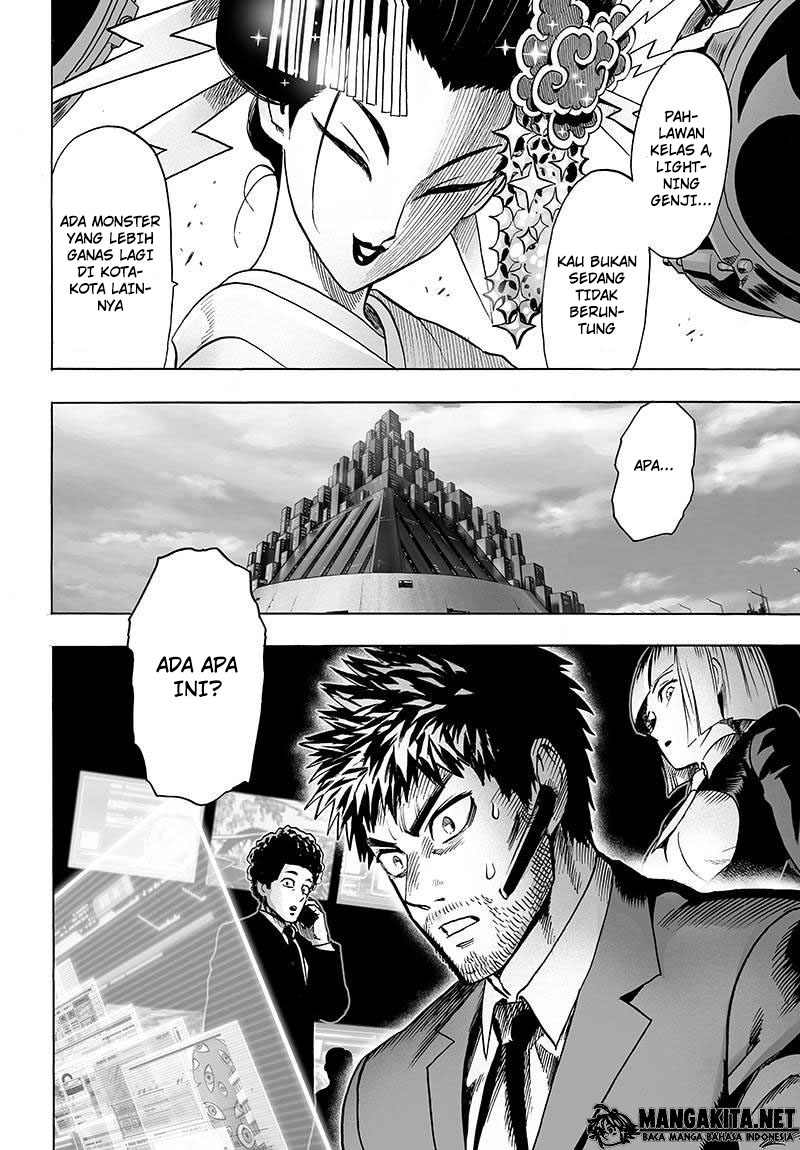 PAH-
LAWAN
KELAS A,
LIGHT-
NING
GENJI...
KAU BUKAN
SEDANG
TIDAK
BERUN-
TUNG
ADA MONSTER
YANG LEBIH
GANAS LAGI
DI KOTA-
KOTA LAIN-
NYA
APA...
ADA APA
INI?
MANGAKITA.NET
BACA MANGA BAHASA INDONESIA